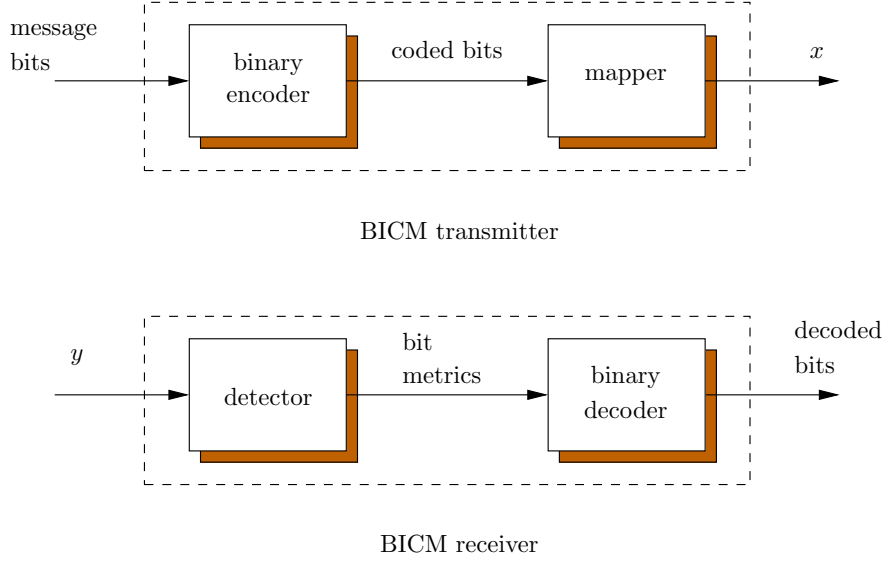 message
bits
binary
encoder
coded bits
mapper
x
BICM transmitter
y
detector
bit
metrics
binary
decoder
decoded
bits
BICM receiver